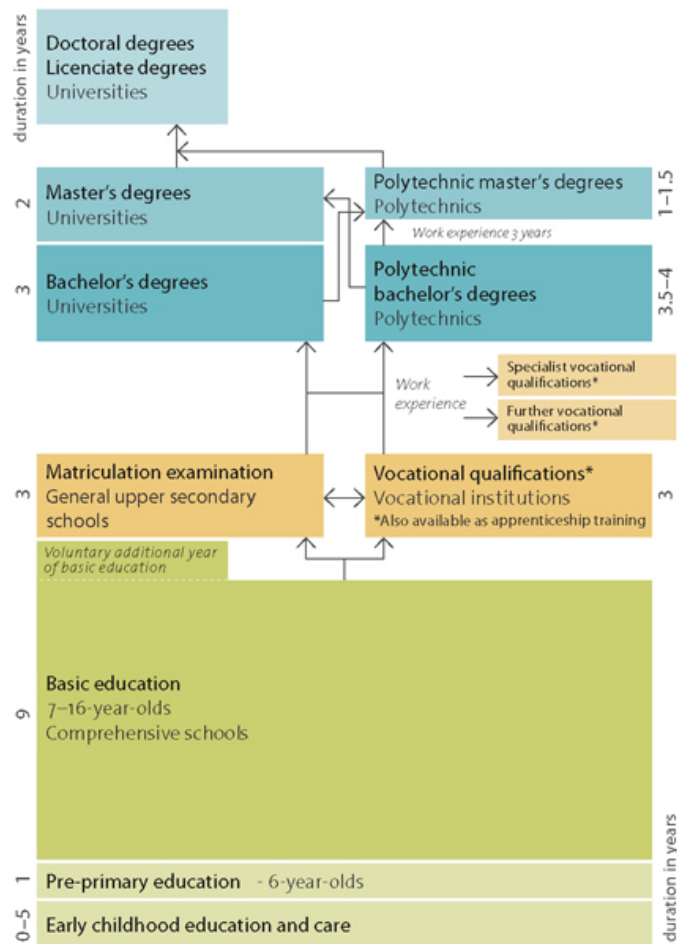 duration in years
Doctoral degrees
Licenciate degrees
Universities
2
Master's degrees
Universities
Polytechnic master's degrees
Polytechnics
1–1.5
Work experience 3 years
3
Bachelor's degrees
Universities
Polytechnic
bachelor's degrees
Polytechnics
3.5–4
Work
experience
Specialist vocational
qualifications*
Further vocational
qualifications*
3
Matriculation examination
General upper secondary
schools
Vocational qualifications*
Vocational institutions
*Also available as apprenticeship training
3
Voluntary additional year
of basic education
9
Basic education
7–16-year-olds
Comprehensive schools
1
Pre-primary education - 6-year-olds
0–5
Early childhood education and care
duration in years